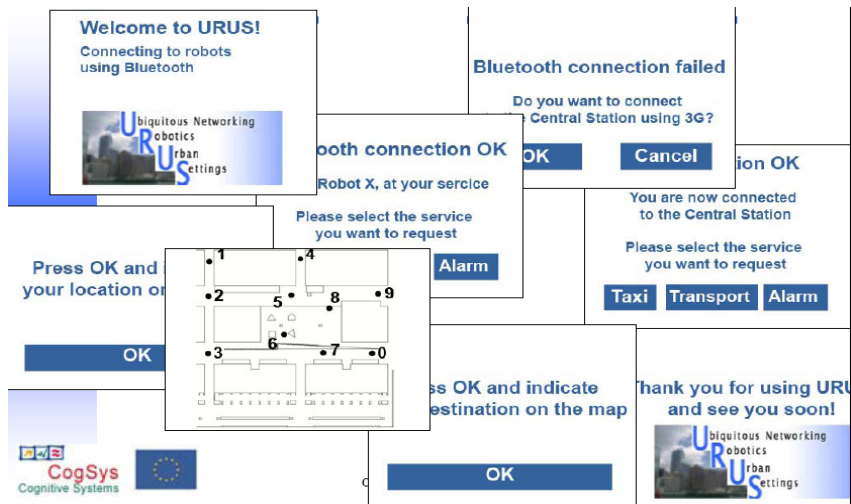 Welcome to URUS!
Connecting to robots
using Bluetooth
Ubiquitous Networking
Robotics
Urban
Settings
Bluetooth connection failed
Do you want to connect
the Central Station using 3G?
OK
Cancel
ooth connection OK
Robot X, at your sercice
Please select the service
you want to request
Alarm
ion OK
You are now connected
to the Central Station
Please select the service
you want to request
Taxi
Transport
Alarm
Press OK and i
your location o
OK
1
4
2
5
8
9
6
3
7
0
ss OK and indicate
estination on the map
OK
Thank you for using URU
and see you soon!
Ubiquitous Networking
Robotics
Urban
Settings
CogSys
Cognitive Systems